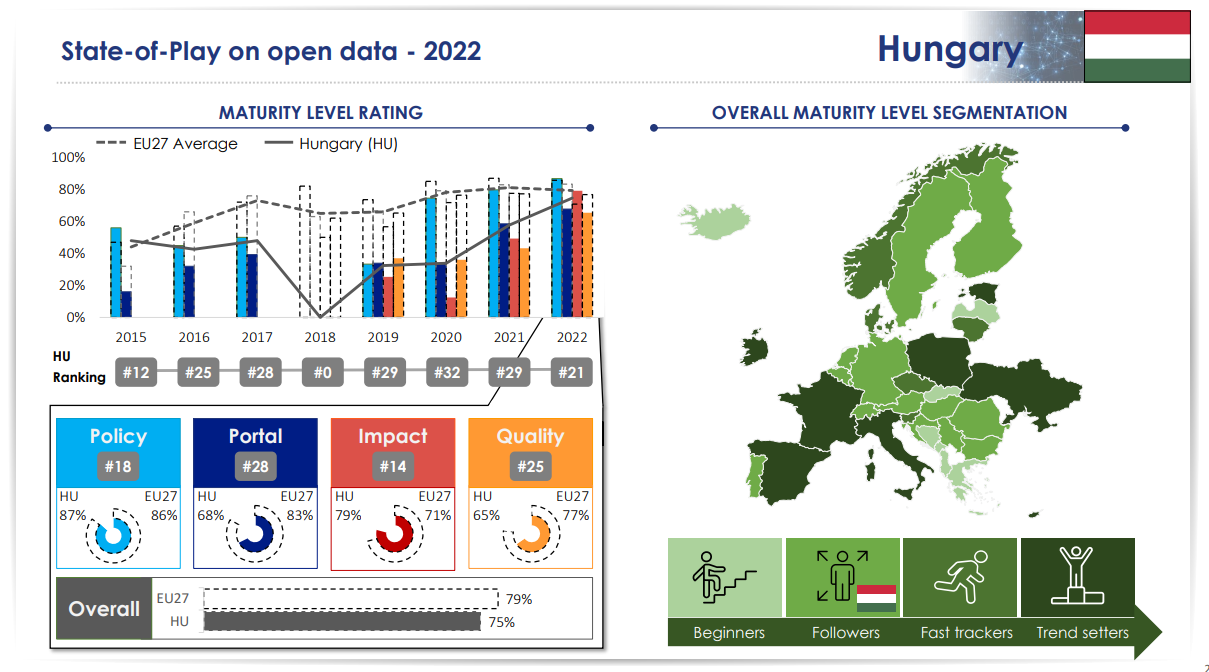 State-of-Play on open data - 2022
Hungary
MATURITY LEVEL RATING
EU27 Average
Hungary (HU)
100%
80%
60%
40%
20%
0%
2015 2016 2017 2018 2019 2020 2021 2022
HU
Ranking
#12 #25 #28 #0 #29 #32 #29 #21
Policy
#18
HU EU27
87% 86%
Portal
#28
HU EU27
68% 83%
Impact
#14
HU EU27
79% 71%
Quality
#25
HU EU27
65% 77%
Overall
EU27 79%
HU 75%
OVERALL MATURITY LEVEL SEGMENTATION
Beginners Followers Fast trackers Trend setters